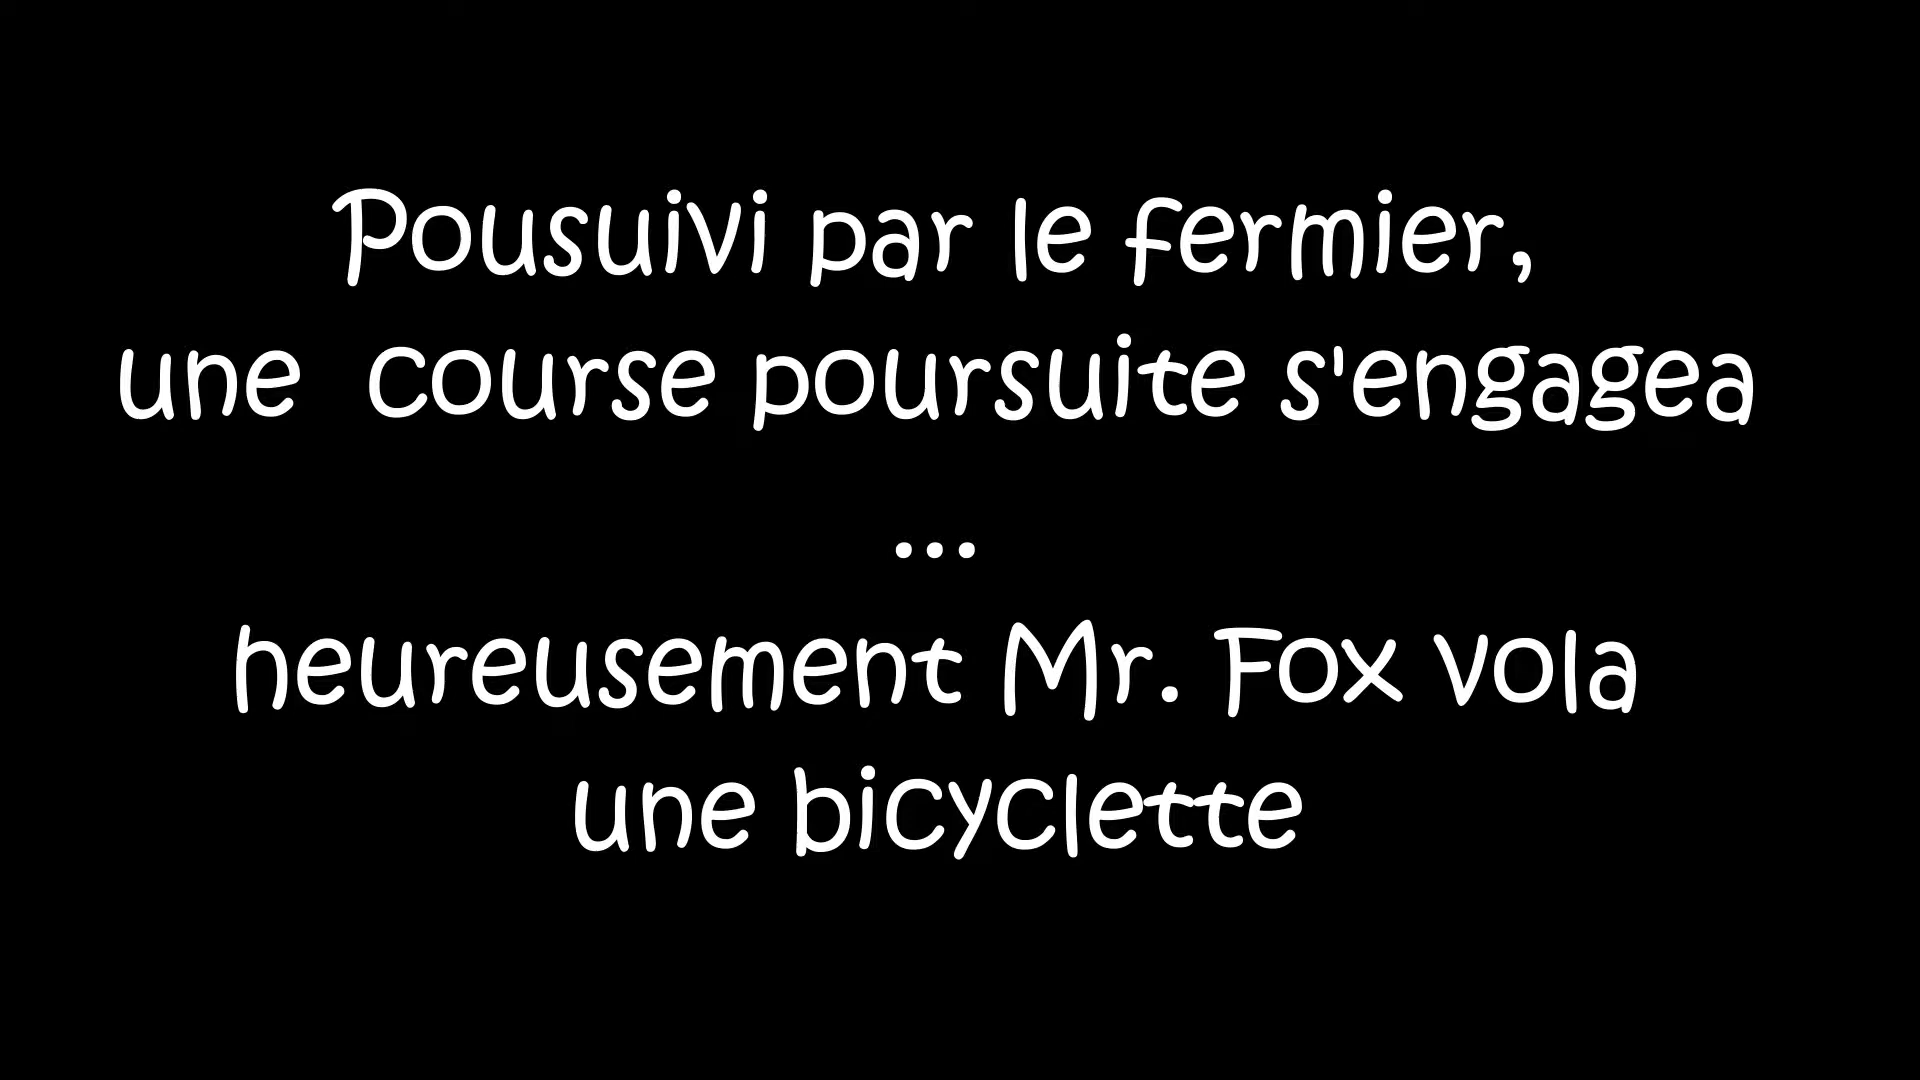 Pousuivi par le fermier,
une  course poursuite s'engagea
...
heureusement Mr. Fox vola
une bicyclette